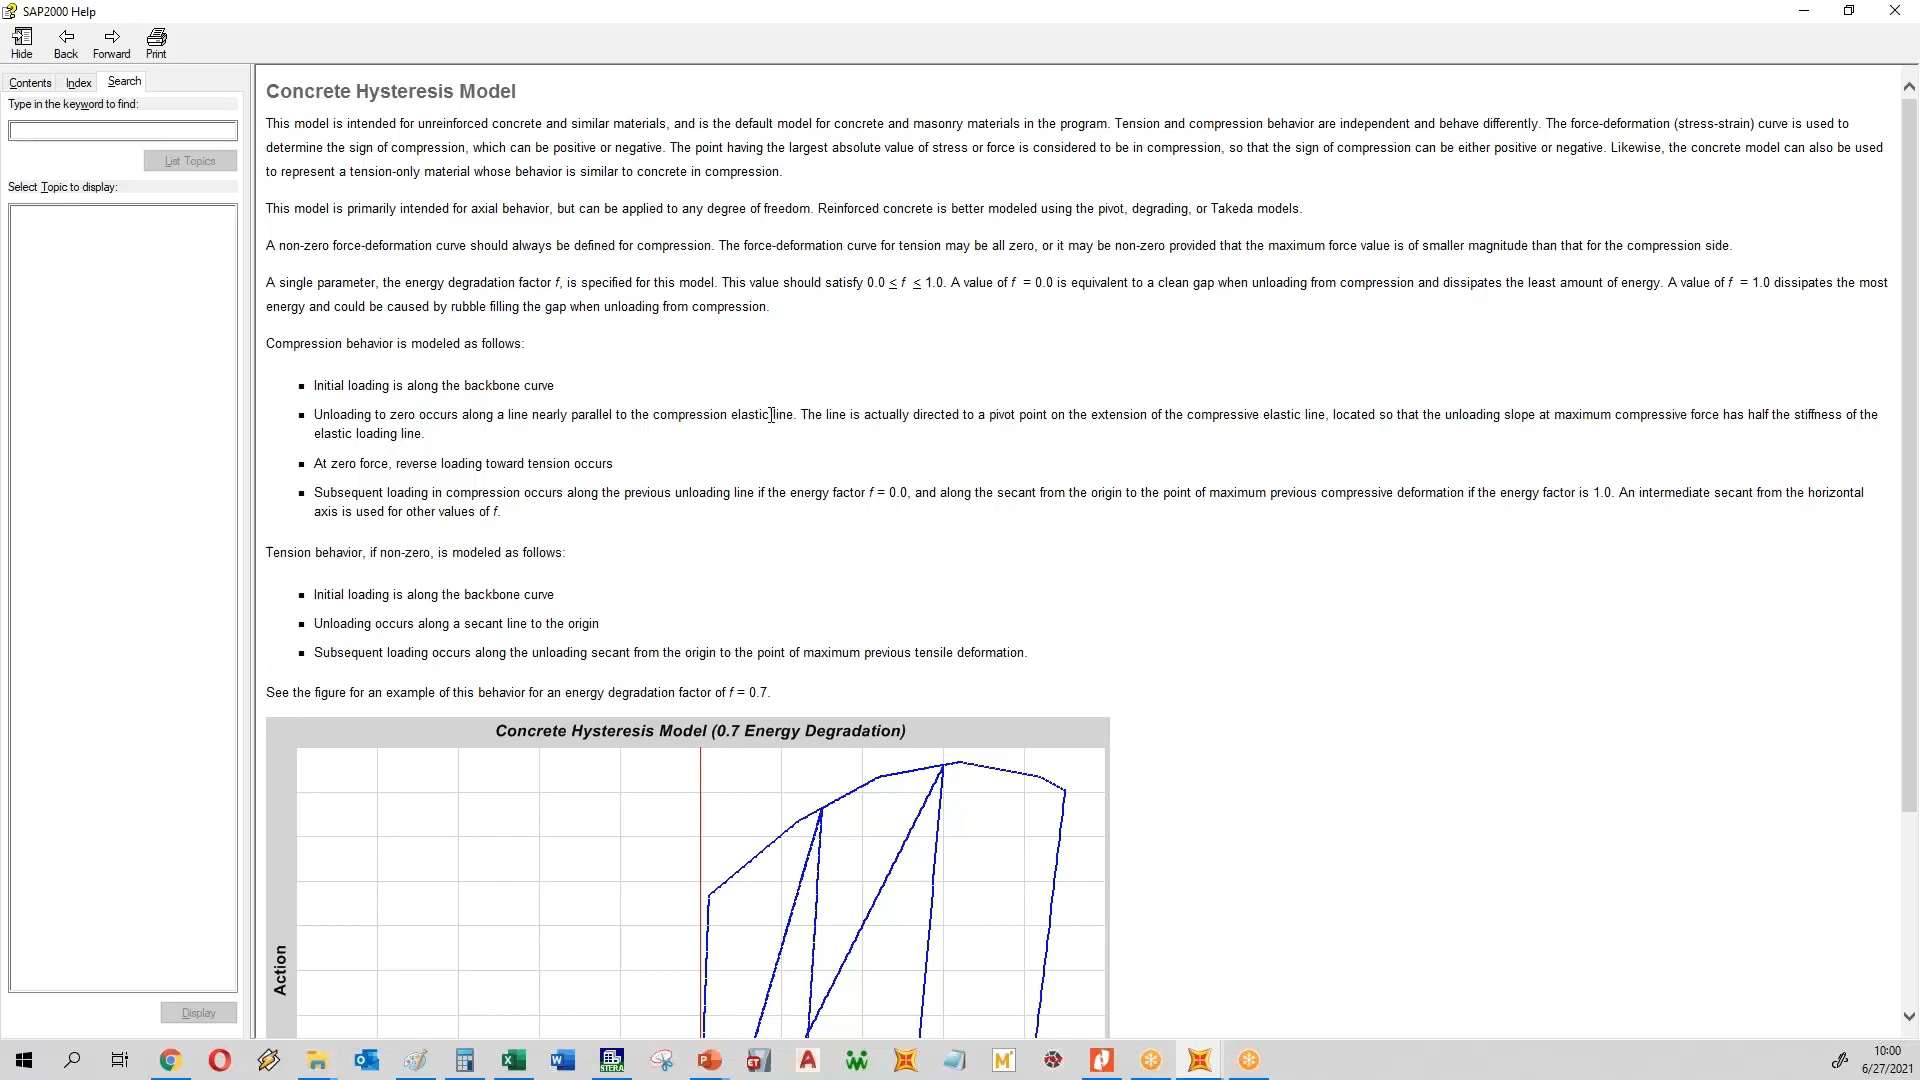 SAP2000 Help
Hide Back Forward Print
Contents Index Search
Type in the keyword to find:
List Topics
Select Topic to display:
Display
Concrete Hysteresis Model
This model is intended for unreinforced concrete and similar materials, and is the default model for concrete and masonry materials in the program. Tension and compression behavior are independent and behave differently. The force-deformation (stress-strain) curve is used to
determine the sign of compression, which can be positive or negative. The point having the largest absolute value of stress or force is considered to be in compression, so that the sign of compression can be either positive or negative. Likewise, the concrete model can also be used
to represent a tension-only material whose behavior is similar to concrete in compression.
This model is primarily intended for axial behavior, but can be applied to any degree of freedom. Reinforced concrete is better modeled using the pivot, degrading, or Takeda models.
A non-zero force-deformation curve should always be defined for compression. The force-deformation curve for tension may be all zero, or it may be non-zero provided that the maximum force value is of smaller magnitude than that for the compression side.
A single parameter, the energy degradation factor f, is specified for this model. This value should satisfy 0.0 ≤ f ≤ 1.0. A value of f = 0.0 is equivalent to a clean gap when unloading from compression and dissipates the least amount of energy. A value of f = 1.0 dissipates the most
energy and could be caused by rubble filling the gap when unloading from compression.
Compression behavior is modeled as follows:
▪ Initial loading is along the backbone curve
▪ Unloading to zero occurs along a line nearly parallel to the compression elastic line. The line is actually directed to a pivot point on the extension of the compressive elastic line, located so that the unloading slope at maximum compressive force has half the stiffness of the
elastic loading line.
▪ At zero force, reverse loading toward tension occurs
▪ Subsequent loading in compression occurs along the previous unloading line if the energy factor f = 0.0, and along the secant from the origin to the point of maximum previous compressive deformation if the energy factor is 1.0. An intermediate secant from the horizontal
axis is used for other values of f.
Tension behavior, if non-zero, is modeled as follows:
▪ Initial loading is along the backbone curve
▪ Unloading occurs along a secant line to the origin
▪ Subsequent loading occurs along the unloading secant from the origin to the point of maximum previous tensile deformation.
See the figure for an example of this behavior for an energy degradation factor of f = 0.7.
Concrete Hysteresis Model (0.7 Energy Degradation)
Action
STERA
ET
10:00
6/27/2021